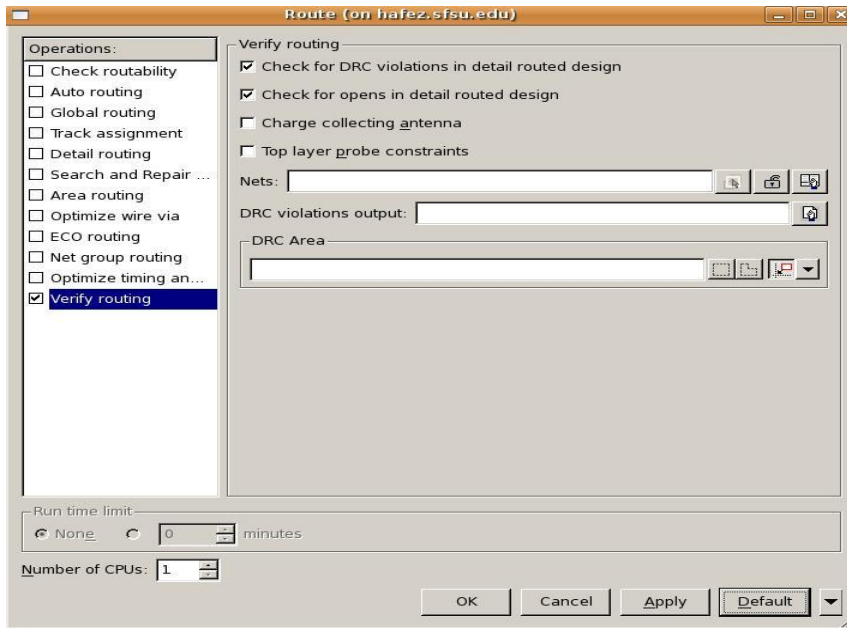 Route (on hafez.sfsu.edu)
Operations:
Check routability
Auto routing
Global routing
Track assignment
Detail routing
Search and Repair ...
Area routing
Optimize wire via
ECO routing
Net group routing
Optimize timing an...
Verify routing
Verify routing
Check for DRC violations in detail routed design
Check for opens in detail routed design
Charge collecting antenna
Top layer probe constraints
Nets:
DRC violations output:
DRC Area
Run time limit
None 0 minutes
Number of CPUs: 1
OK Cancel Apply Default